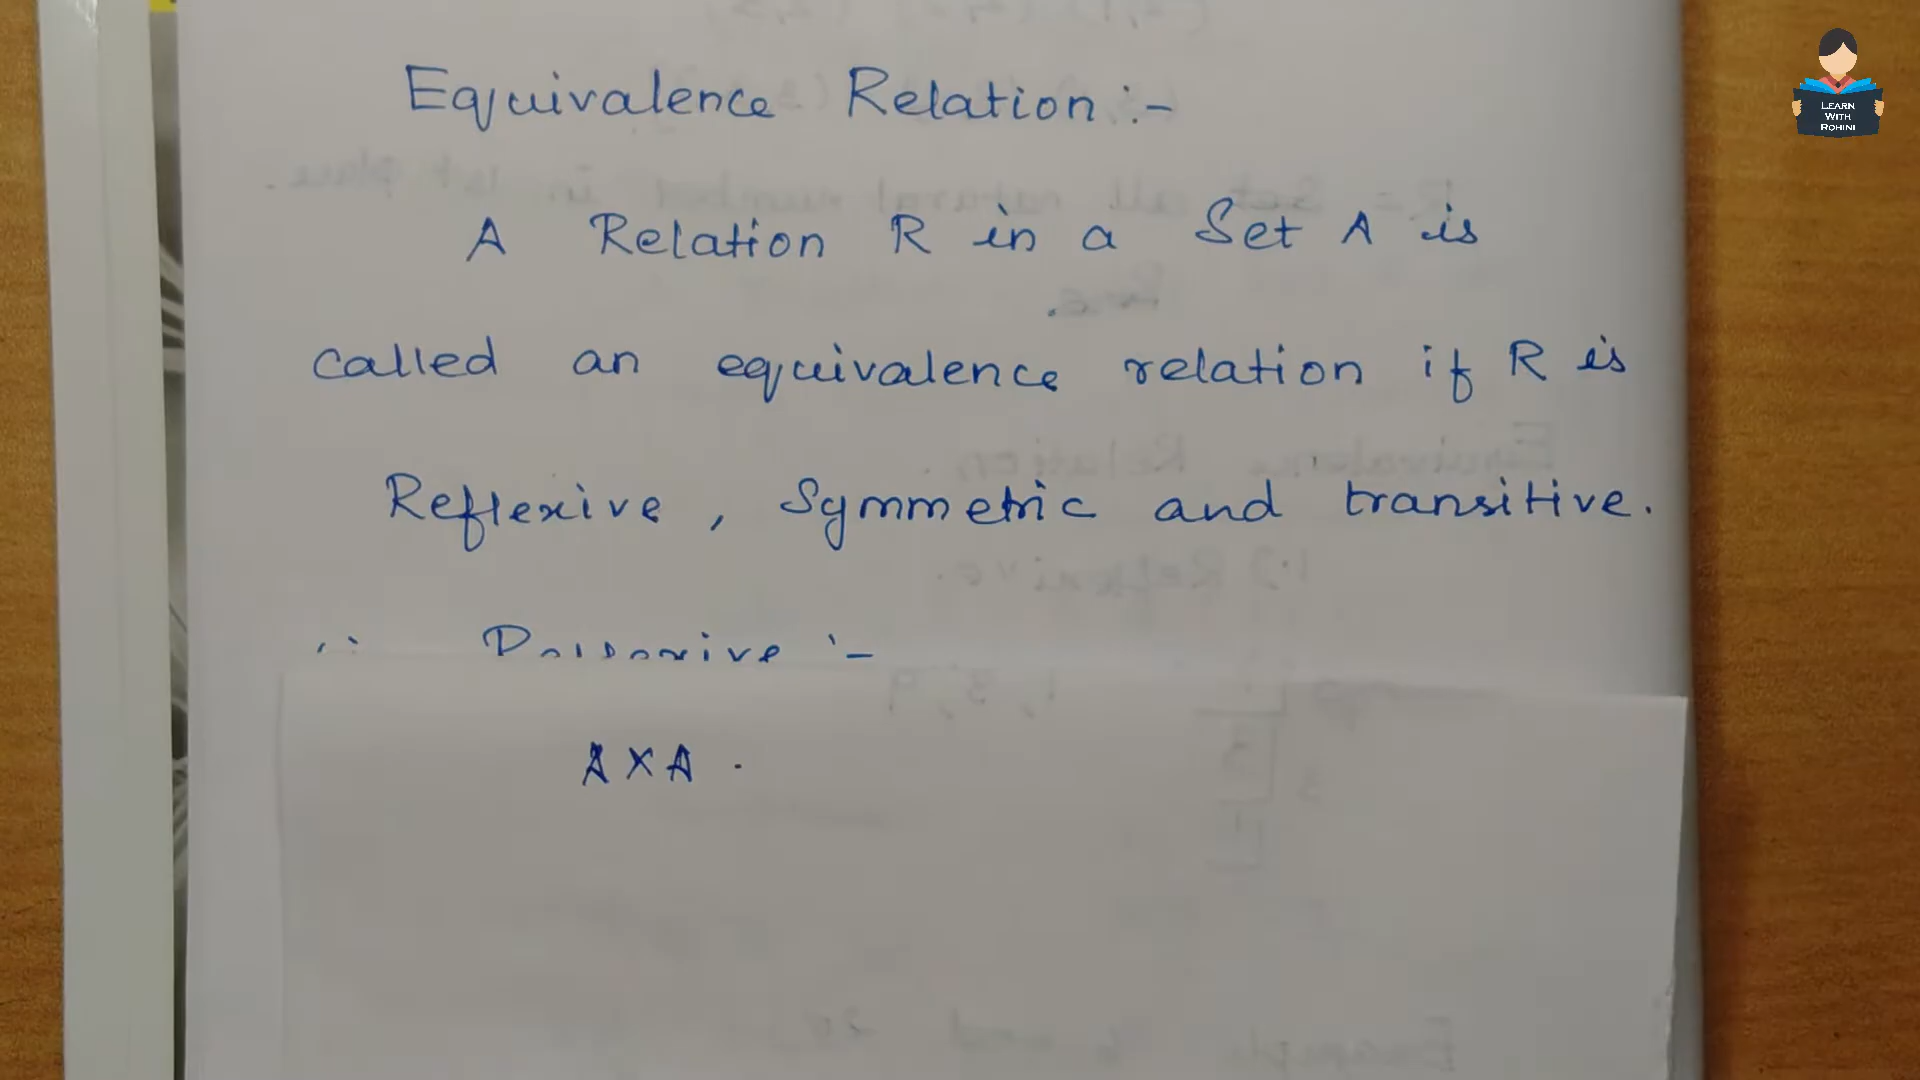 Equivalence Relation :-
LEARN
WITH
ROHINI
A Relation R in a Set A is
called an equivalence relation if R is
Reflexive, Symmetric and transitive.
A X A .